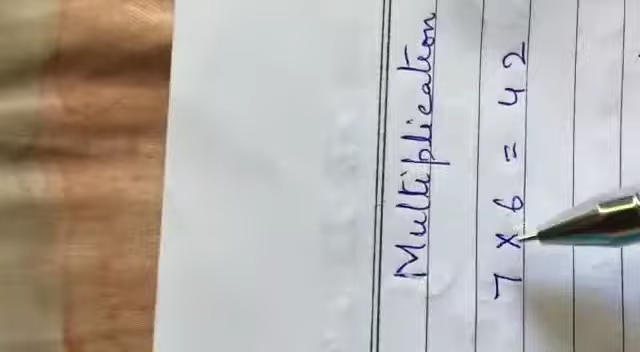 Multiplication
7 × 6 = 42